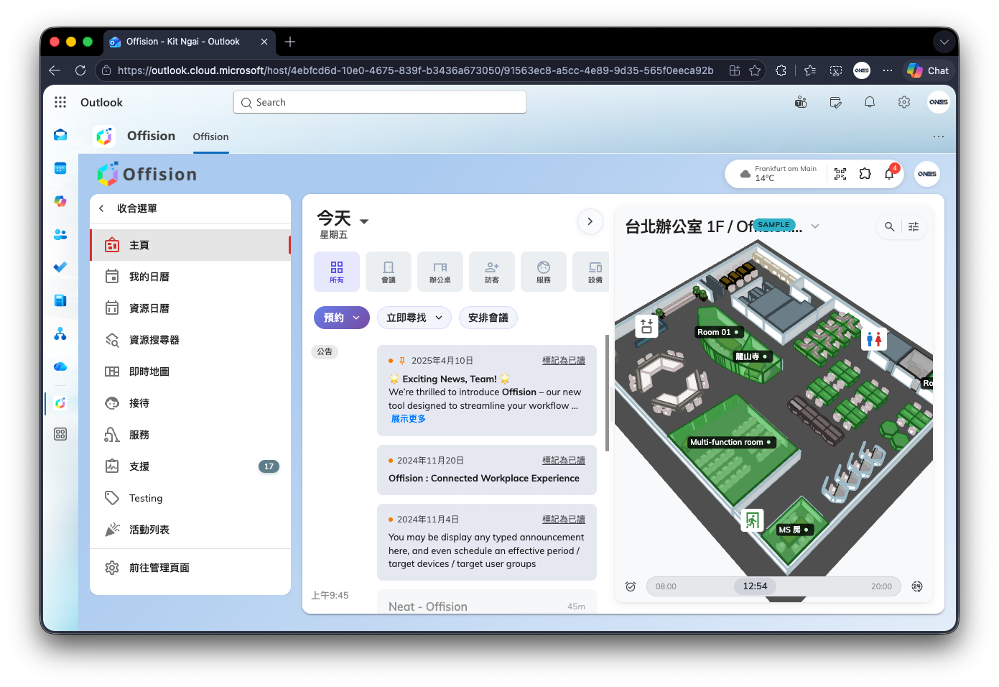 Offision - Kit Ngai - Outlook
https://outlook.cloud.microsoft/host/4ebfcd6d-10e0-4675-839f-b3436a673050/91563ec8-a5cc-4e89-9d35-565f0eeca92b
ONES
Chat
Outlook
Search
ONES
Offision
Offision
Offision
Frankfurt am Main
14°C
4
ONES
收合選單
主頁
我的日曆
資源日曆
資源搜尋器
即時地圖
接待
服務
支援
17
Testing
活動列表
前往管理頁面
今天
星期五
所有
會議
辦公桌
訪客
服務
設備
預約
立即尋找
安排會議
公告
2025年4月10日
標記為已讀
🌟 Exciting News, Team! 🌟
We’re thrilled to introduce Offision – our new
tool designed to streamline your workflow ...
展示更多
2024年11月20日
標記為已讀
Offision : Connected Workplace Experience
2024年11月4日
標記為已讀
You may be display any typed announcement
here, and even schedule an effective period /
target devices / target user groups
上午9:45
Neat - Offision
45m
台北辦公室 1F / Offision...
SAMPLE
Room 01
龍山寺
Ro
Multi-function room
MS 房
08:00
12:54
20:00
24